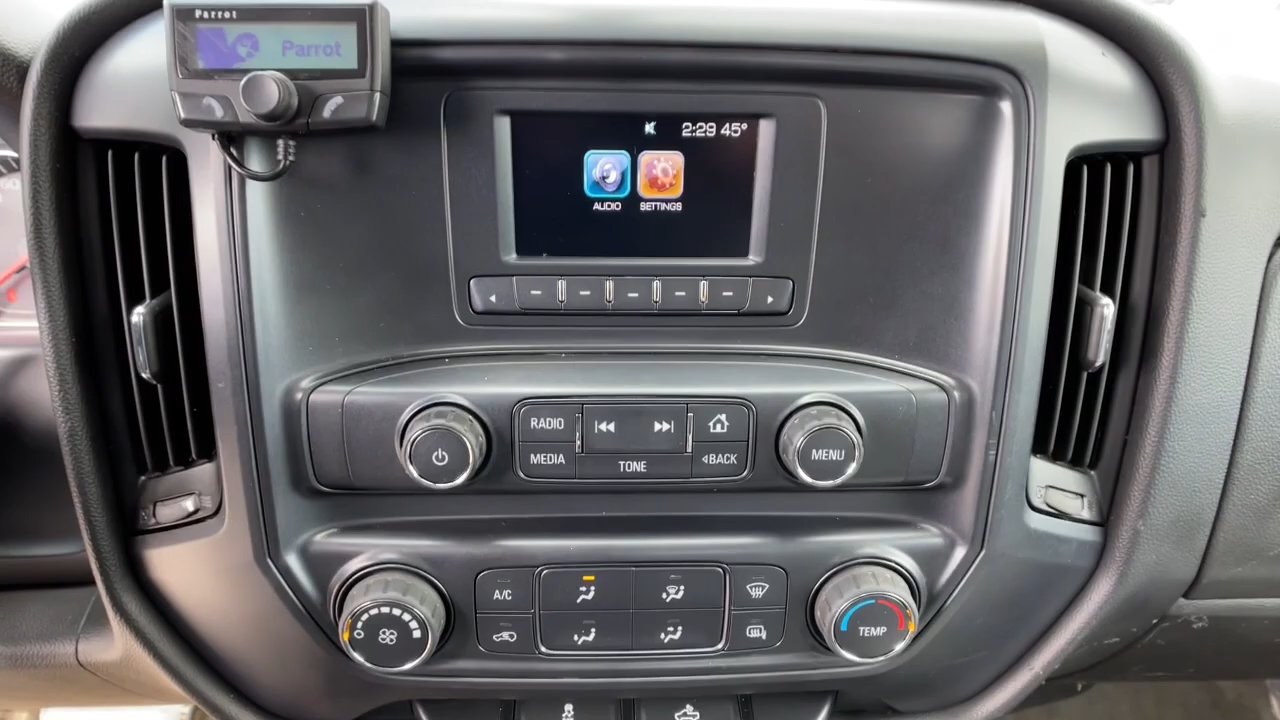 Parrot
Parrot
2:29 45°
AUDIO SETTINGS
RADIO
MEDIA
TONE
BACK
MENU
A/C
TEMP